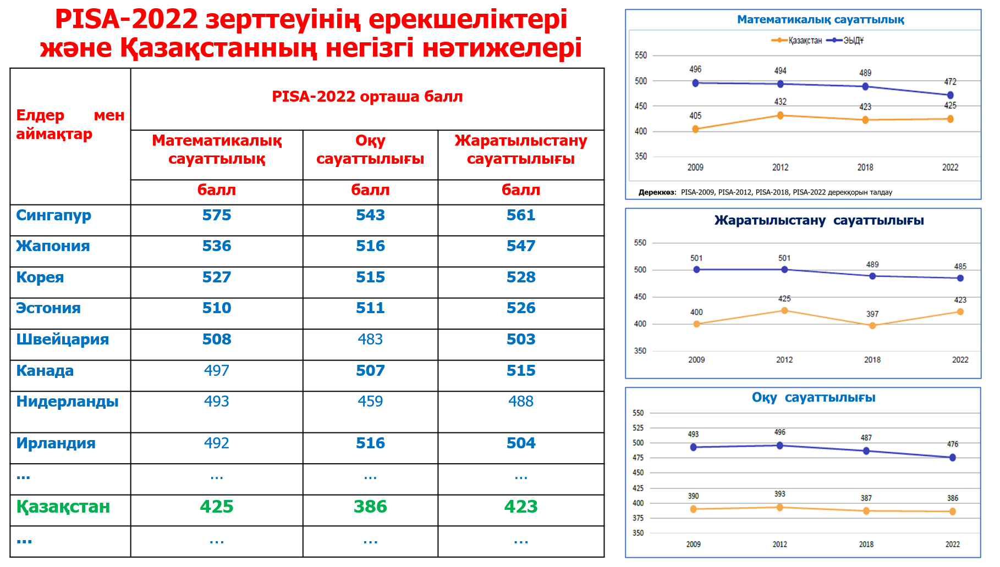 PISA-2022 зерттеуінің ерекшеліктері
және Қазақстанның негізгі нәтижелері
Елдер мен
аймақтар
PISA-2022 орташа балл
Математикалық
сауаттылық
Оқу
сауаттылығы
Жаратылыстану
сауаттылығы
балл балл балл
Сингапур 575 543 561
Жапония 536 516 547
Корея 527 515 528
Эстония 510 511 526
Швейцария 508 483 503
Канада 497 507 515
Нидерланды 493 459 488
Ирландия 492 516 504
... ... ... ...
Қазақстан 425 386 423
... ... ... ...
Математикалық сауаттылық
Қазақстан ЭЫДҰ
550
500
450
400
350
496 494 489 472
405 432 423 425
2009 2012 2018 2022
Дереккөз: PISA-2009, PISA-2012, PISA-2018, PISA-2022 дерекқорын талдау
Жаратылыстану сауаттылығы
550
500
450
400
350
501 501 489 485
400 425 397 423
2009 2012 2018 2022
Оқу сауаттылығы
550
525
500
475
450
425
400
375
350
493 496 487 476
390 393 387 386
2009 2012 2018 2022